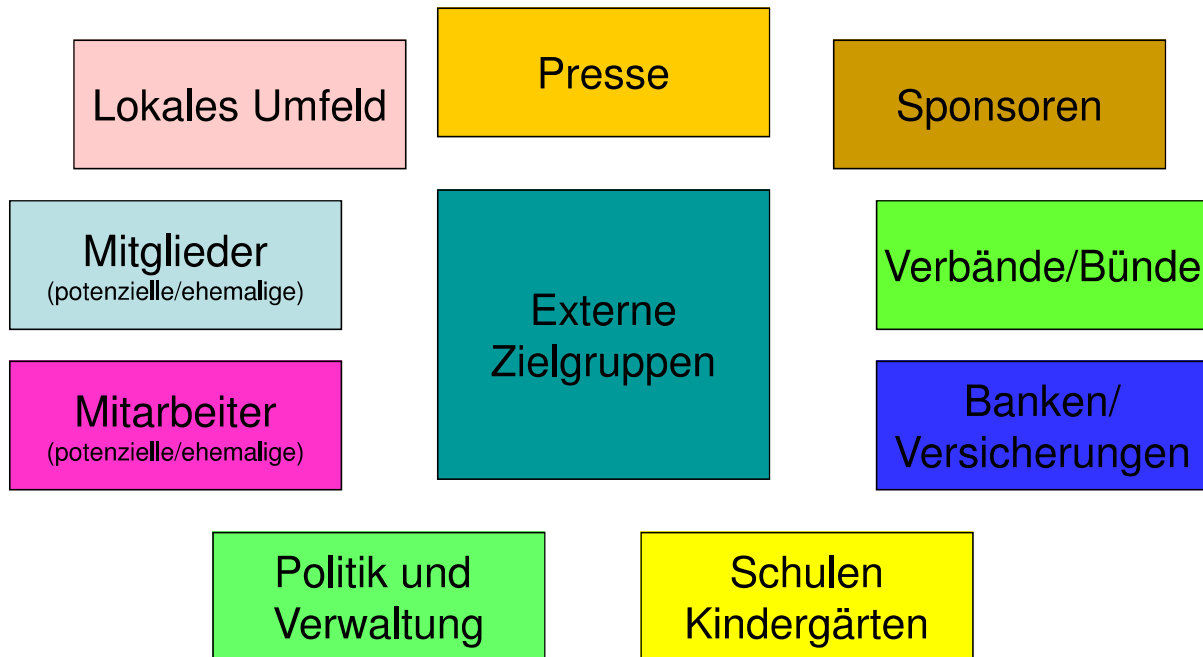 Presse
Lokales Umfeld
Sponsoren
Mitglieder
(potenzielle/ehemalige)
Verbände/Bünde
Externe
Zielgruppen
Mitarbeiter
(potenzielle/ehemalige)
Banken/
Versicherungen
Politik und
Verwaltung
Schulen
Kindergärten